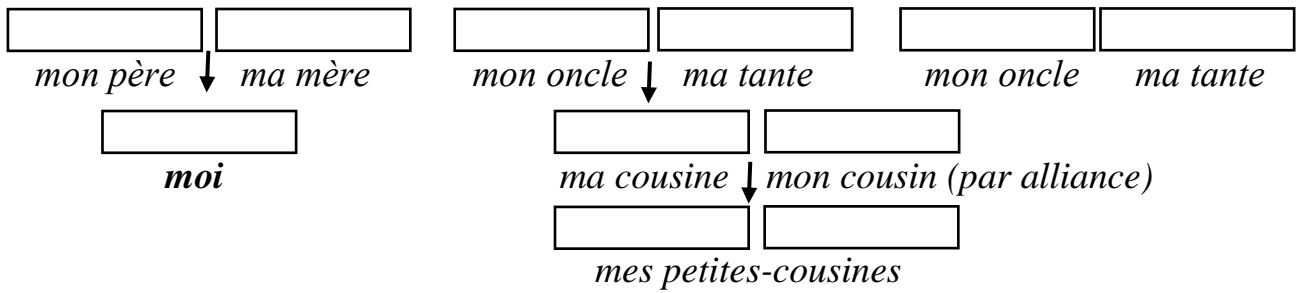 mon père ma mère mon oncle ma tante mon oncle ma tante
moi
ma cousine mon cousin (par alliance)
mes petites-cousines